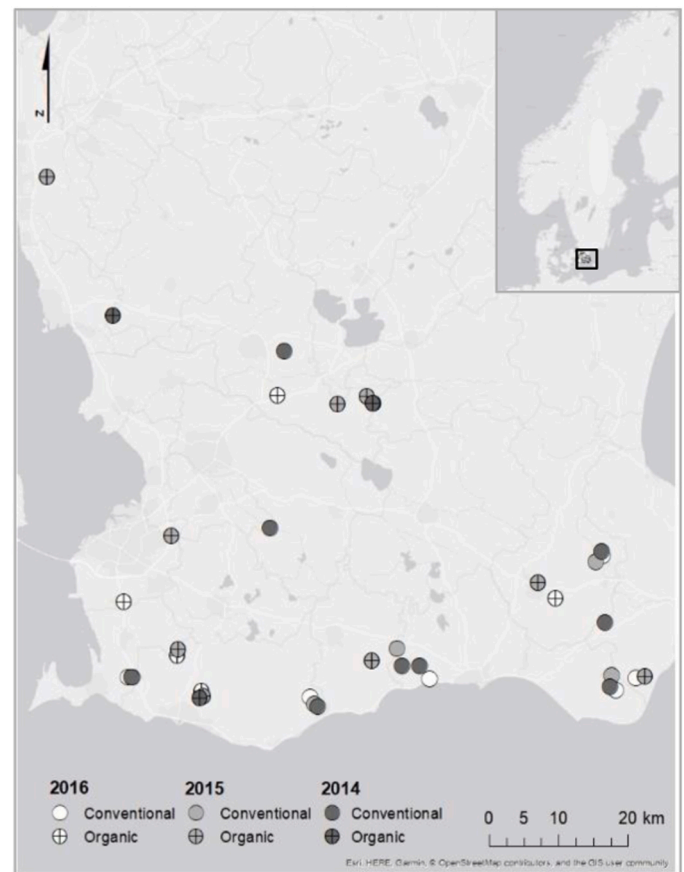 N
2016 2015 2014
Conventional Conventional Conventional
Organic Organic Organic
0 5 10 20 km
Esri, HERE, Garmin, © OpenStreetMap contributors, and the GIS user community